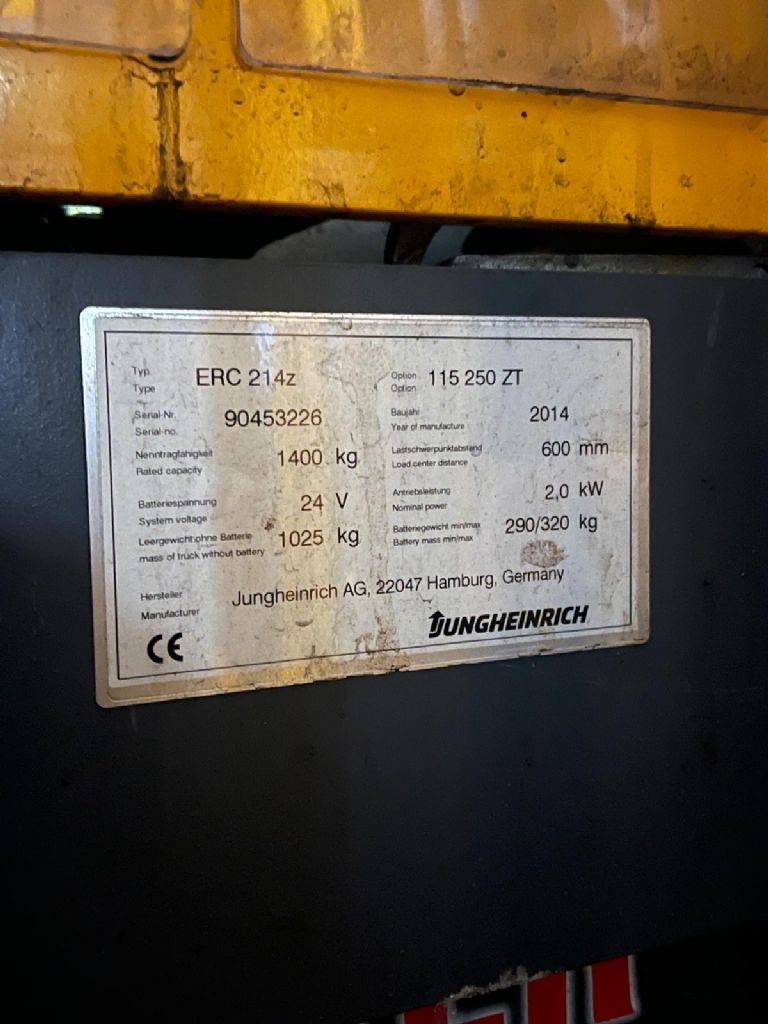 Typ ERC 214z Option 115 250 ZT
Type Option
Serial-Nr. 90453226 Baujahr 2014
Serial-no. Year of manufacture
Nenntragfähigkeit 1400 kg Lastschwerpunktabstand 600 mm
Rated capacity Load center distance
Batteriespannung 24 V Antriebsleistung 2,0 kW
System voltage Nominal power
Leergewicht ohne Batterie 1025 kg Batteriegewicht min/max 290/320 kg
mass of truck without battery Battery mass min/max
Hersteller Jungheinrich AG, 22047 Hamburg, Germany
Manufacturer
CE JUNGHEINRICH